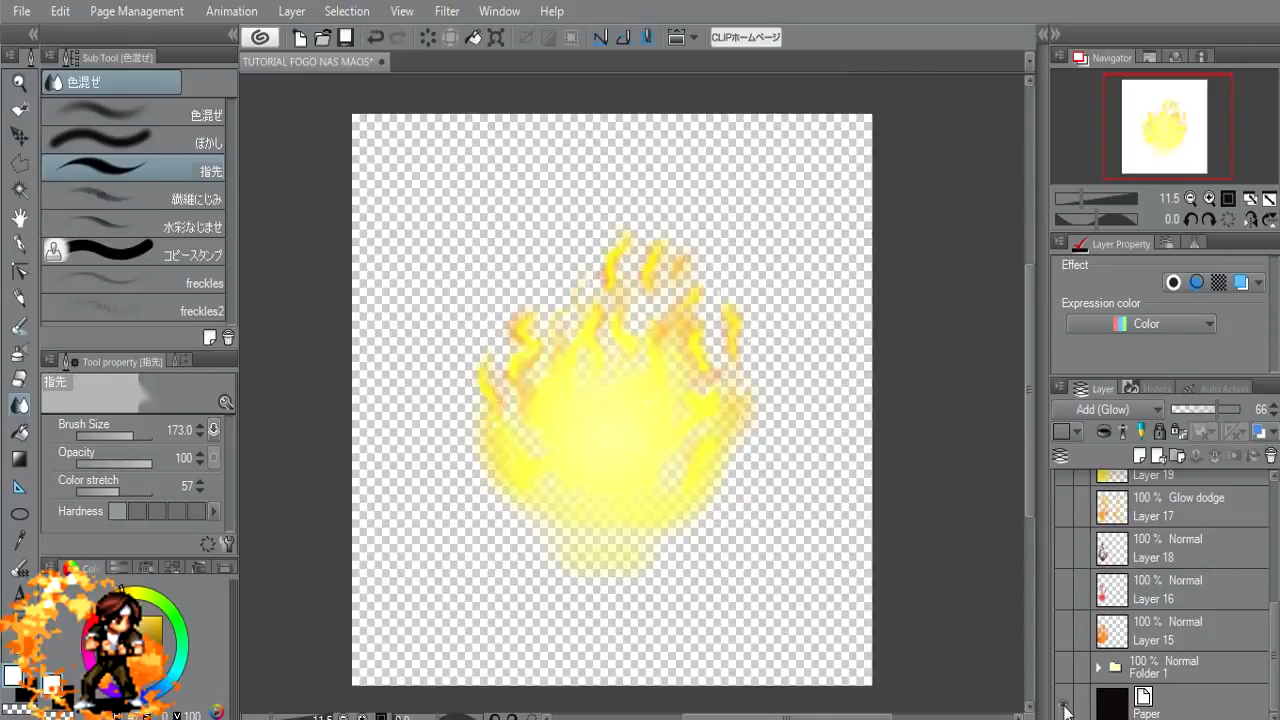 File Edit Page Management Animation Layer Selection View Filter Window Help
CLIPホームページ
Sub Tool [色混ぜ]
TUTORIAL FOGO NAS MAOS*
Navigator
色混ぜ
色混ぜ
ぼかし
指先
繊維にじみ
水彩なじませ
コピースタンプ
freckles
freckles2
11.5
0.0
Layer Property
Effect
Expression color
Color
Tool property [指先]
指先
Brush Size 173.0
Opacity 100
Color stretch 57
Hardness
Layer History Auto Action
Add (Glow) 66
Layer 19
100 % Glow dodge
Layer 17
100 % Normal
Layer 18
100 % Normal
Layer 16
100 % Normal
Layer 15
100 % Normal
Folder 1
Paper
11.5 0.0
V 100